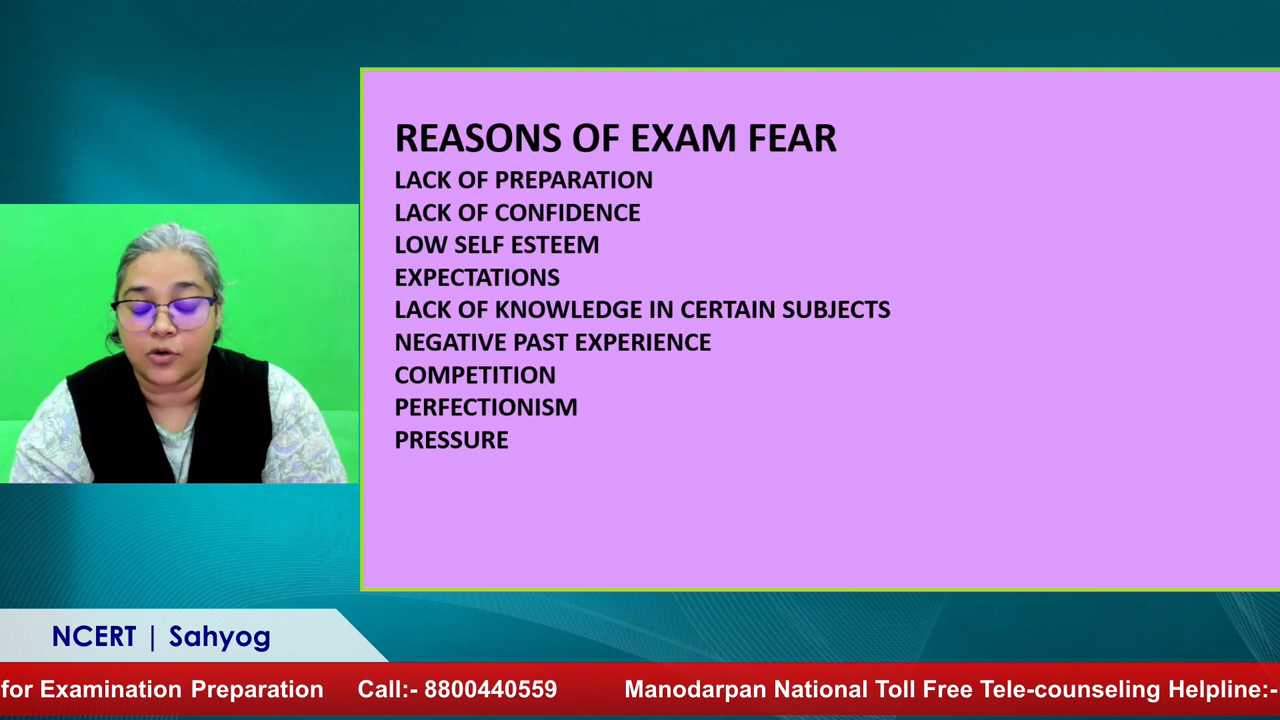 REASONS OF EXAM FEAR
LACK OF PREPARATION
LACK OF CONFIDENCE
LOW SELF ESTEEM
EXPECTATIONS
LACK OF KNOWLEDGE IN CERTAIN SUBJECTS
NEGATIVE PAST EXPERIENCE
COMPETITION
PERFECTIONISM
PRESSURE
NCERT | Sahyog
for Examination Preparation Call:- 8800440559 Manodarpan National Toll Free Tele-counseling Helpline:-